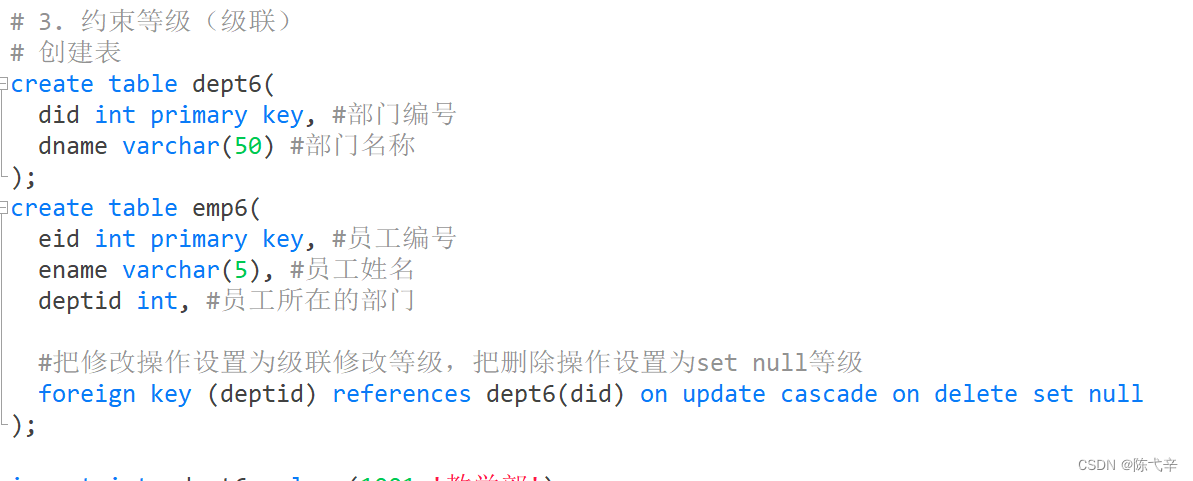 # 3. 约束等级（级联）
# 创建表
create table dept6(
did int primary key, #部门编号
dname varchar(50) #部门名称
);
create table emp6(
eid int primary key, #员工编号
ename varchar(5), #员工姓名
deptid int, #员工所在的部门
#把修改操作设置为级联修改等级，把删除操作设置为set null等级
foreign key (deptid) references dept6(did) on update cascade on delete set null
);
CSDN @陈弋辛